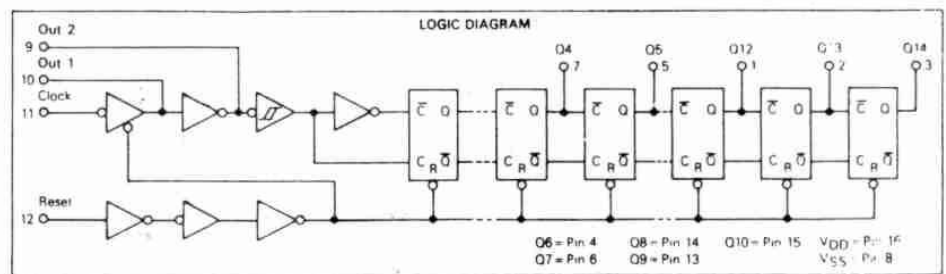 LOGIC DIAGRAM
Out 2
9
Out 1
10
Clock
11
Reset
12
Q4
7
Q5
5
Q12
1
Q13
2
Q14
3
C̅ Q C̅ Q C̅ Q C̅ Q C̅ Q C̅ Q
C R Q̅ C R Q̅ C R Q̅ C R Q̅ C R Q̅ C R Q̅
Q6 = Pin 4 Q8 = Pin 14 Q10 = Pin 15 VDD = Pin 16
Q7 = Pin 6 Q9 = Pin 13 VSS = Pin 8